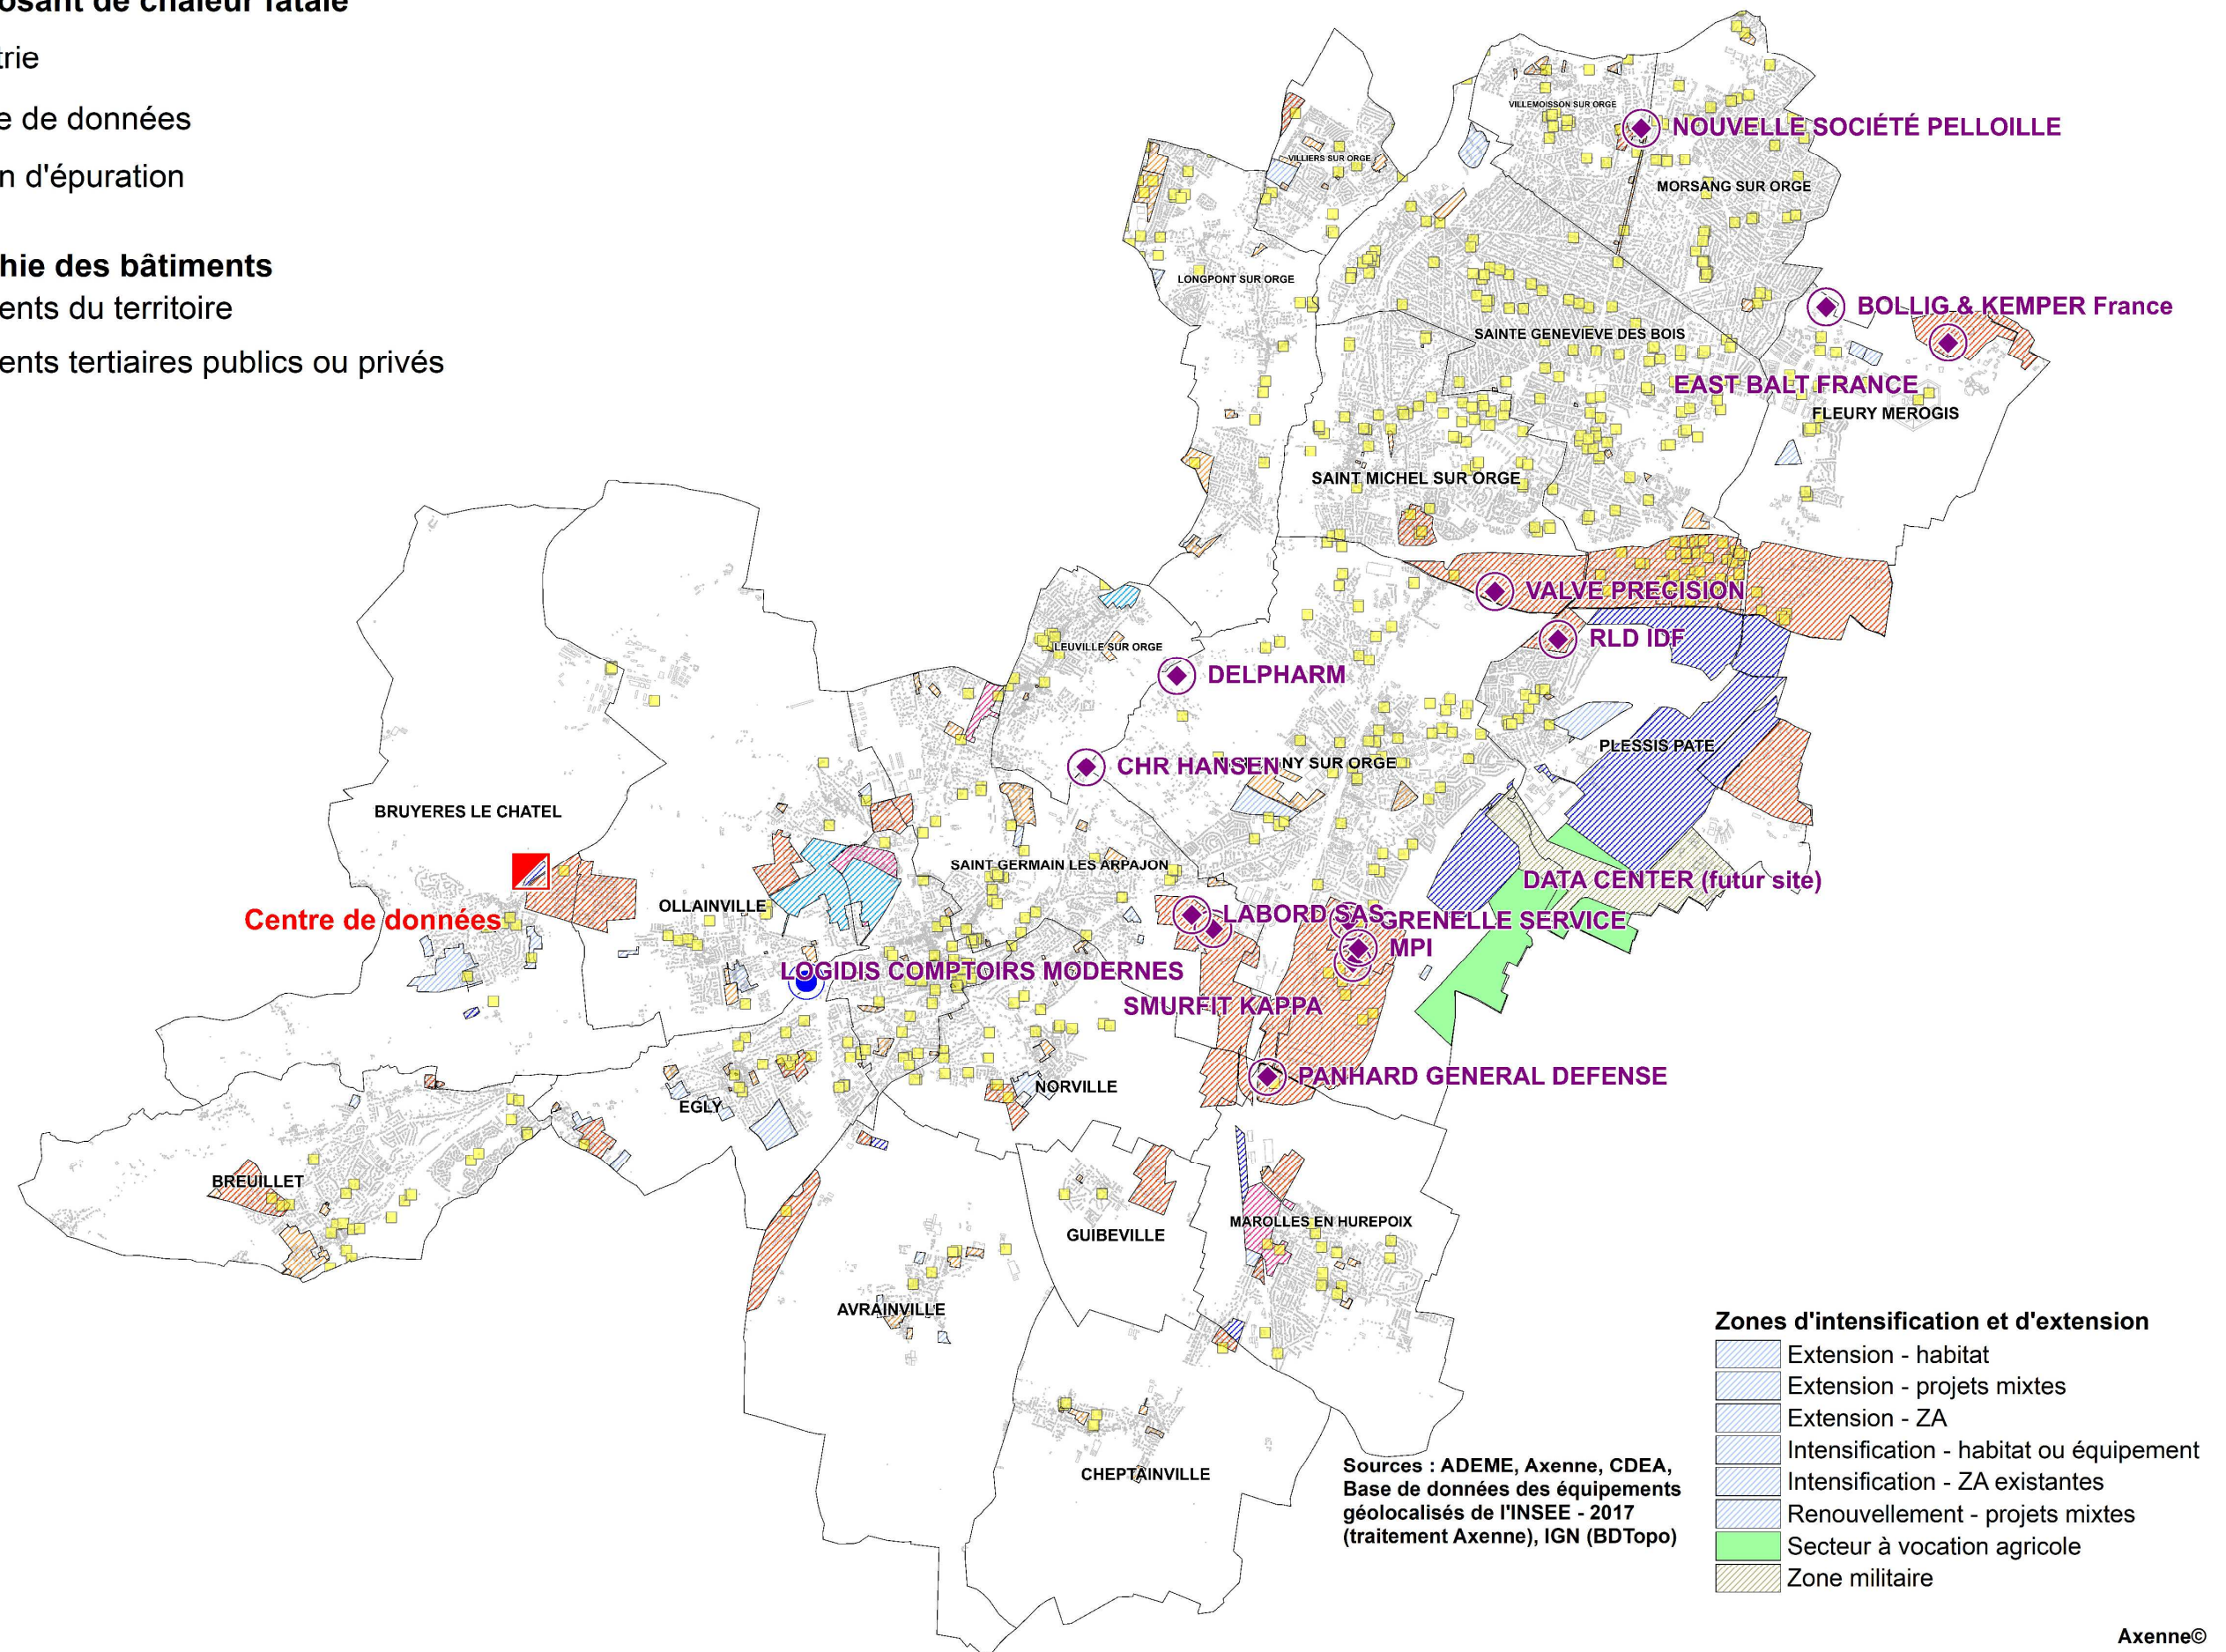 osant de chaleur fatale
trie
e de données
n d'épuration
hie des bâtiments
ents du territoire
ents tertiaires publics ou privés
VILLEMOISSON SUR ORGE
NOUVELLE SOCIÉTÉ PELLOILLE
VILLIERS SUR ORGE
MORSANG SUR ORGE
LONGPONT SUR ORGE
BOLLIG & KEMPER France
SAINTE GENEVIEVE DES BOIS
EAST BALT FRANCE
FLEURY MEROGIS
SAINT MICHEL SUR ORGE
VALVE PRECISION
RLD IDF
LEUVILLE SUR ORGE
DELPHARM
PLESSIS PATE
CHR HANSEN
NY SUR ORGE
BRUYERES LE CHATEL
SAINT GERMAIN LES ARPAJON
DATA CENTER (futur site)
OLLAINVILLE
Centre de données
LABORD SAS
GRENELLE SERVICE
MPI
LOGIDIS COMPTOIRS MODERNES
SMURFIT KAPPA
PANHARD GENERAL DEFENSE
NORVILLE
EGLY
BREUILLET
MAROLLES EN HUREPOIX
GUIBEVILLE
AVRAINVILLE
CHEPTAINVILLE
Sources : ADEME, Axenne, CDEA,
Base de données des équipements
géolocalisés de l'INSEE - 2017
(traitement Axenne), IGN (BDTopo)
Zones d'intensification et d'extension
Extension - habitat
Extension - projets mixtes
Extension - ZA
Intensification - habitat ou équipement
Intensification - ZA existantes
Renouvellement - projets mixtes
Secteur à vocation agricole
Zone militaire
Axenne©